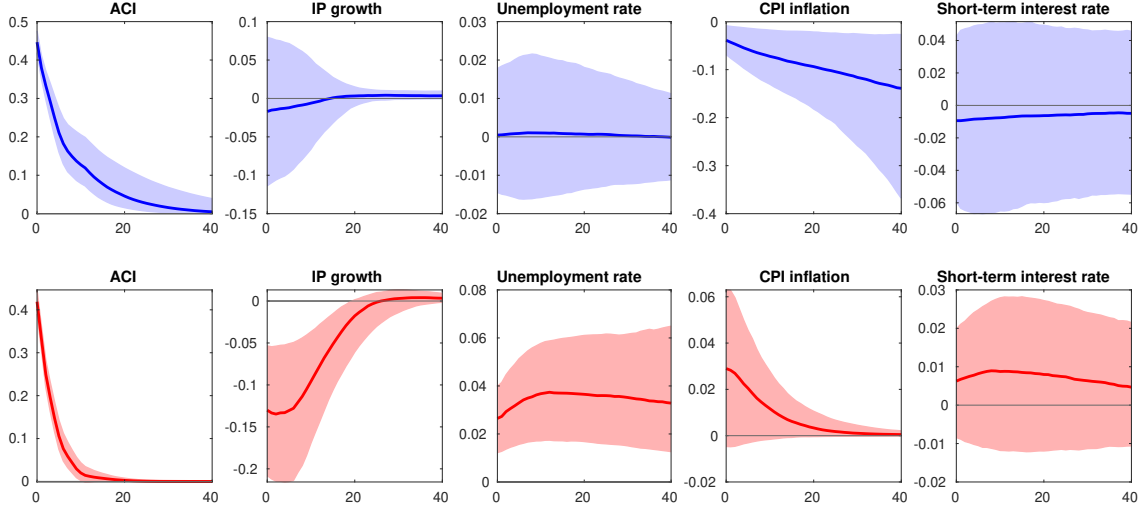 ACI IP growth Unemployment rate CPI inflation Short-term interest rate
0.5 0.1 0.03 0 0.04
0.4 0.05 0.02 -0.1 0.02
0.3 0 0.01 -0.2 0
0.2 -0.05 0 -0.3 -0.02
0.1 -0.1 -0.01 -0.4 -0.04
0 -0.15 -0.02 -0.06
0 20 40 0 20 40 0 20 40 0 20 40 0 20 40
ACI IP growth Unemployment rate CPI inflation Short-term interest rate
0.4 0 0.08 0.06 0.03
0.3 -0.05 0.06 0.04 0.02
0.2 -0.1 0.04 0.02 0.01
0.1 -0.15 0.02 0 0
0 -0.2 0 -0.02 -0.01
-0.02
0 20 40 0 20 40 0 20 40 0 20 40 0 20 40